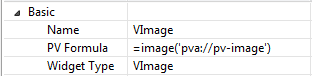 Basic
Name VImage
PV Formula =image('pva://pv-image')
Widget Type VImage